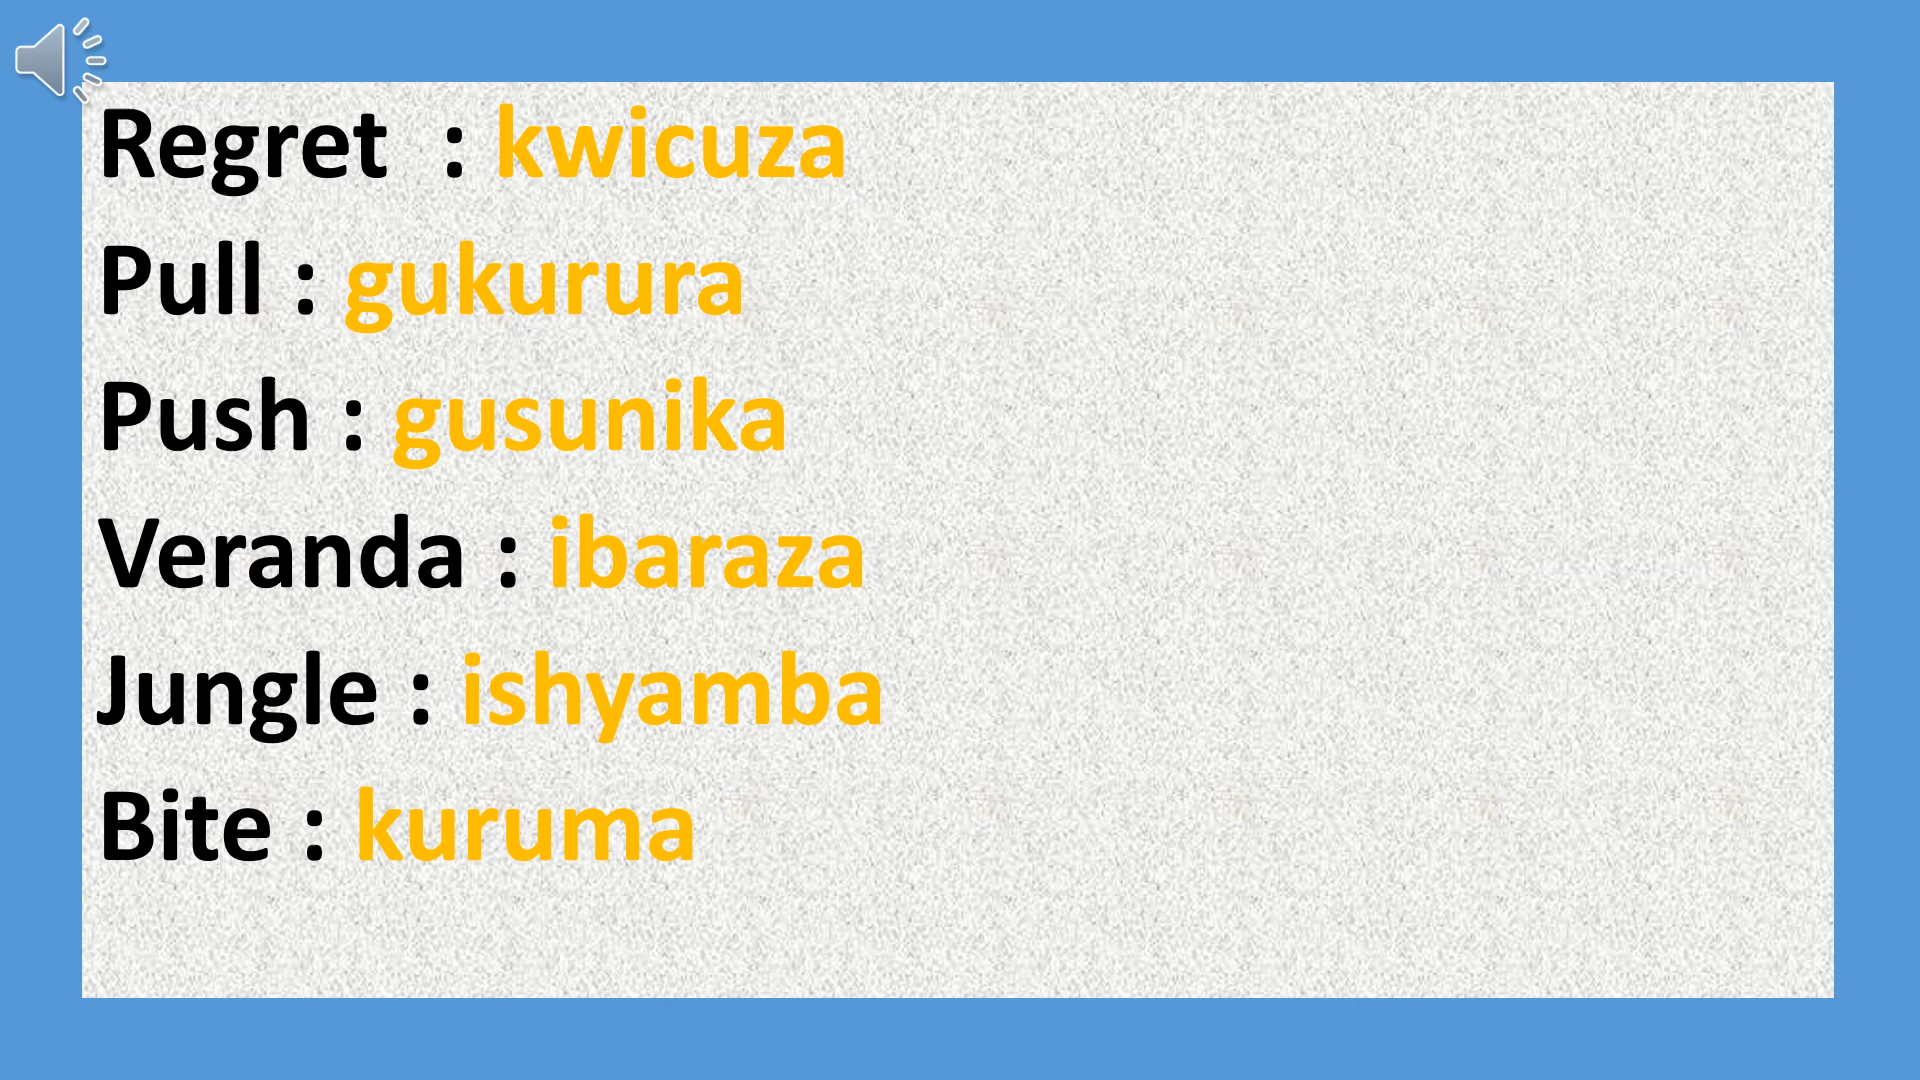 Regret : kwicuza
Pull : gukurura
Push : gusunika
Veranda : ibaraza
Jungle : ishyamba
Bite : kuruma